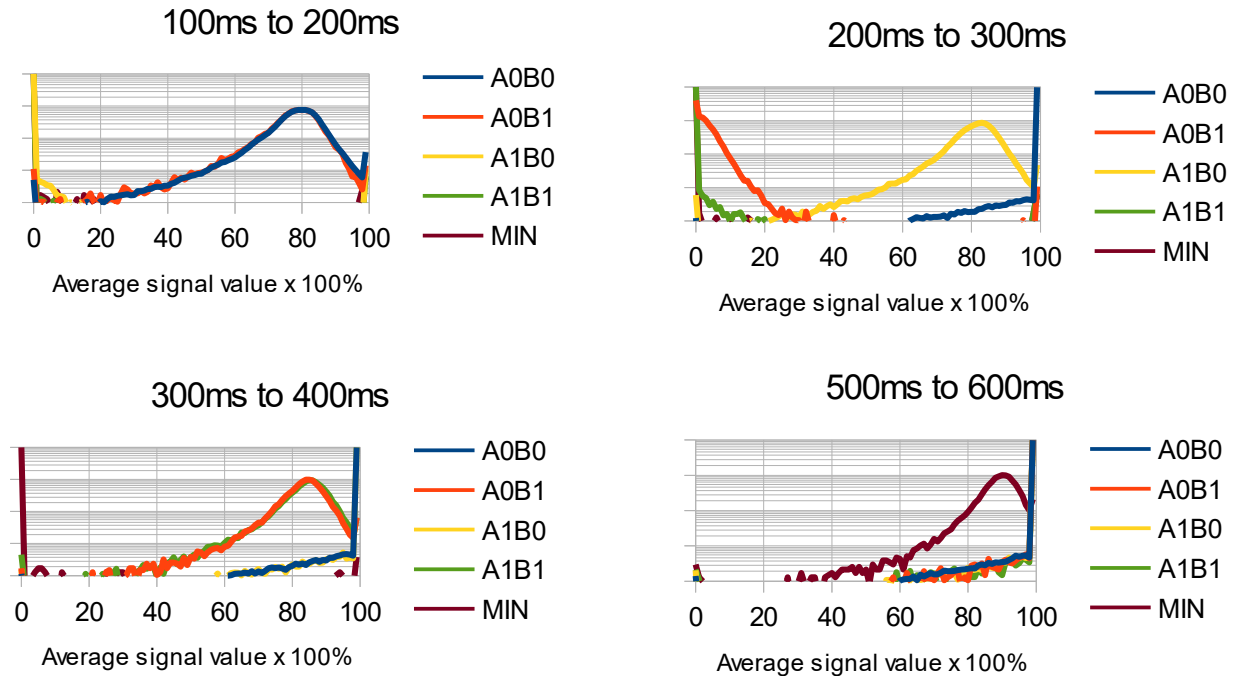 100ms to 200ms
A0B0
A0B1
A1B0
A1B1
MIN
0 20 40 60 80 100
Average signal value x 100%
200ms to 300ms
A0B0
A0B1
A1B0
A1B1
MIN
0 20 40 60 80 100
Average signal value x 100%
300ms to 400ms
A0B0
A0B1
A1B0
A1B1
MIN
0 20 40 60 80 100
Average signal value x 100%
500ms to 600ms
A0B0
A0B1
A1B0
A1B1
MIN
0 20 40 60 80 100
Average signal value x 100%